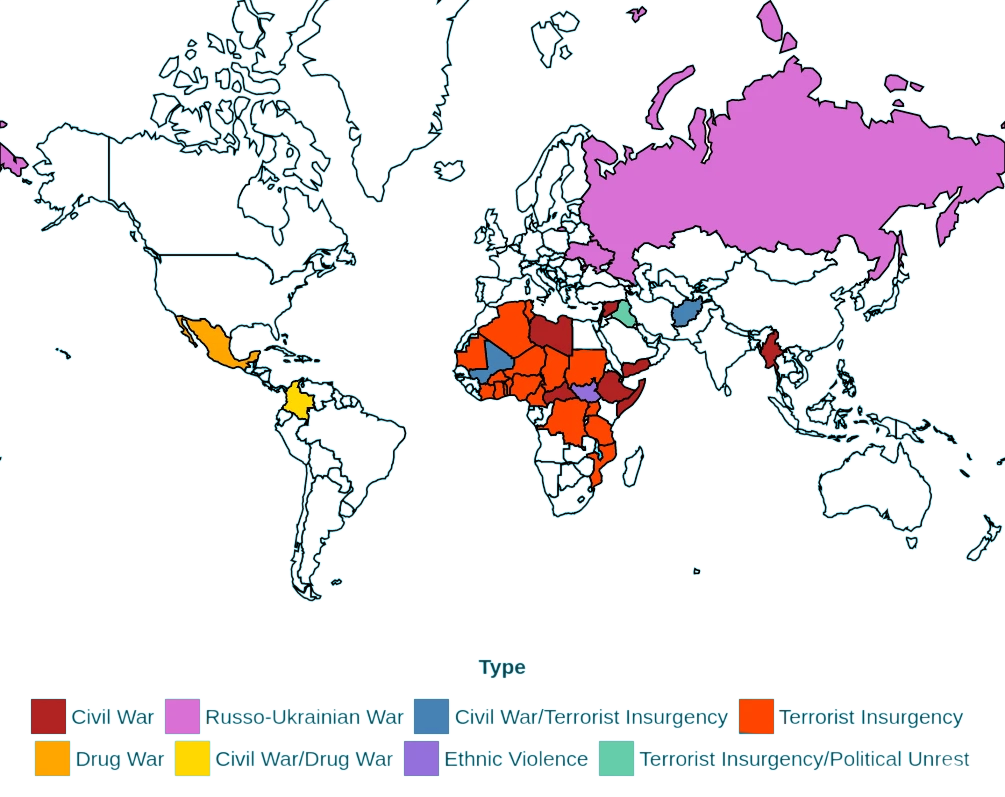 Type
Civil War Russo-Ukrainian War Civil War/Terrorist Insurgency Terrorist Insurgency
Drug War Civil War/Drug War Ethnic Violence Terrorist Insurgency/Political Unrest